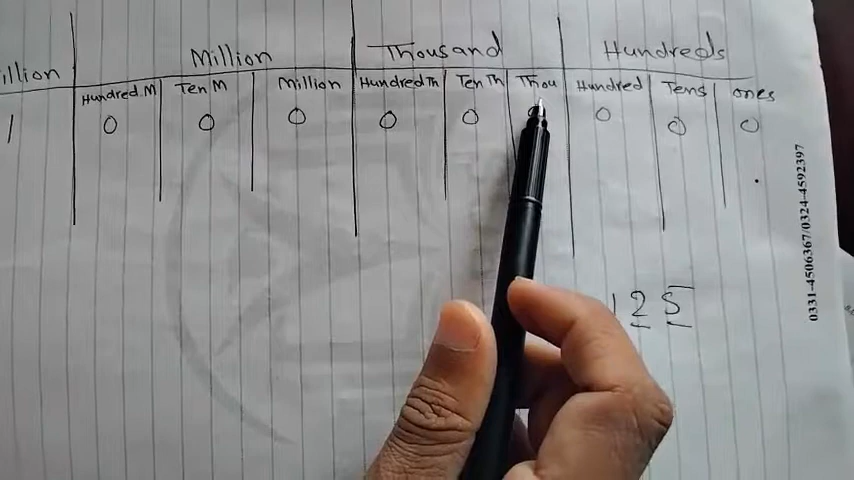 illion Million Thousand Hundreds
Hundred.M Ten M Million Hundred Th Ten Th Thou Hundred Tens ones
1 0 0 0 0 0 0 0 0 0
125
0331-4506367/0324-4592397